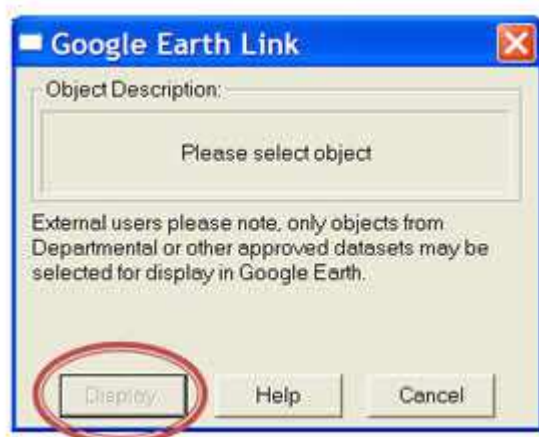 Google Earth Link
Object Description:
Please select object
External users please note, only objects from
Departmental or other approved datasets may be
selected for display in Google Earth.
Display Help Cancel